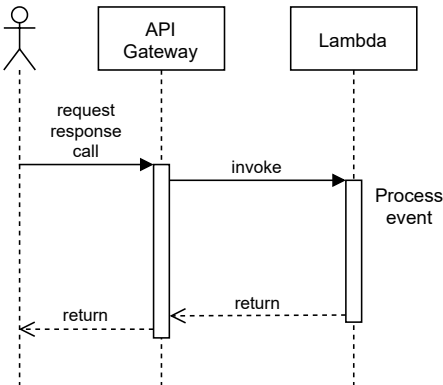 API
Gateway
Lambda
request
response
call
invoke
Process
event
return
return